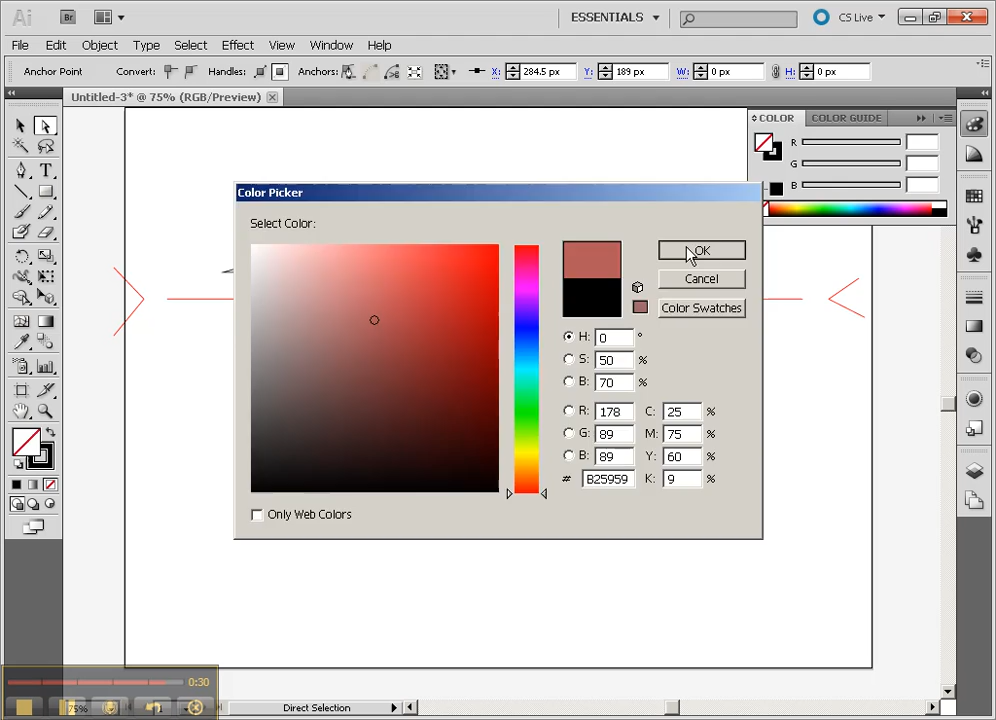 Ai
Br
ESSENTIALS
CS Live
File Edit Object Type Select Effect View Window Help
Anchor Point Convert: Handles: Anchors: X: 284.5 px Y: 189 px W: 0 px H: 0 px
Untitled-3* @ 75% (RGB/Preview)
COLOR COLOR GUIDE
R
G
B
Color Picker
Select Color:
OK
Cancel
Color Swatches
H: 0 °
S: 50 %
B: 70 %
R: 178 C: 25 %
G: 89 M: 75 %
B: 89 Y: 60 %
# B25959 K: 9 %
Only Web Colors
0:30
75% 1 Direct Selection